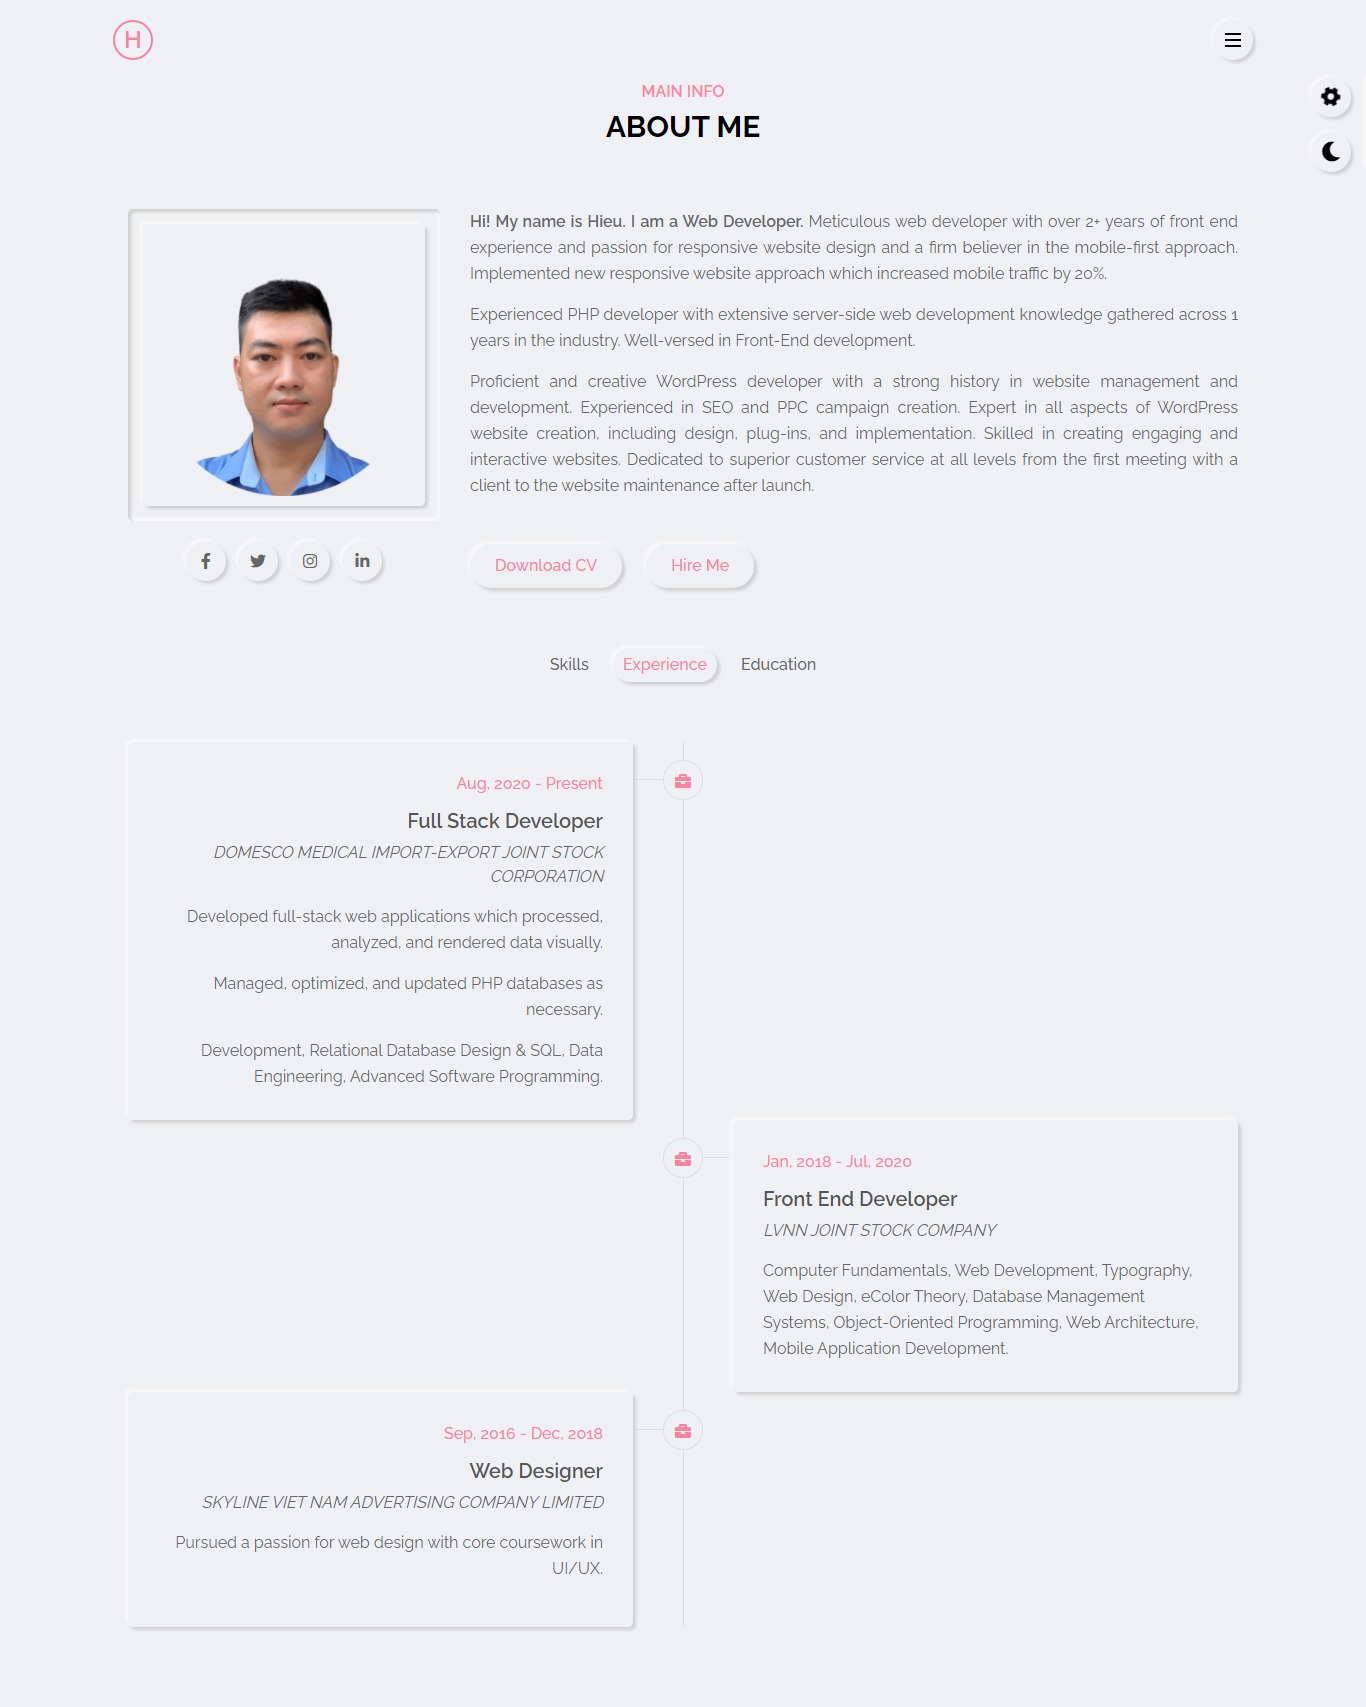 H
MAIN INFO
ABOUT ME
Hi! My name is Hieu. I am a Web Developer. Meticulous web developer with over 2+ years of front end
experience and passion for responsive website design and a firm believer in the mobile-first approach.
Implemented new responsive website approach which increased mobile traffic by 20%.
Experienced PHP developer with extensive server-side web development knowledge gathered across 1
years in the industry. Well-versed in Front-End development.
Proficient and creative WordPress developer with a strong history in website management and
development. Experienced in SEO and PPC campaign creation. Expert in all aspects of WordPress
website creation, including design, plug-ins, and implementation. Skilled in creating engaging and
interactive websites. Dedicated to superior customer service at all levels from the first meeting with a
client to the website maintenance after launch.
Download CV Hire Me
Skills Experience Education
Aug, 2020 - Present
Full Stack Developer
DOMESCO MEDICAL IMPORT-EXPORT JOINT STOCK
CORPORATION
Developed full-stack web applications which processed,
analyzed, and rendered data visually.
Managed, optimized, and updated PHP databases as
necessary.
Development, Relational Database Design & SQL, Data
Engineering, Advanced Software Programming.
Jan, 2018 - Jul, 2020
Front End Developer
LVNN JOINT STOCK COMPANY
Computer Fundamentals, Web Development, Typography,
Web Design, eColor Theory, Database Management
Systems, Object-Oriented Programming, Web Architecture,
Mobile Application Development.
Sep, 2016 - Dec, 2018
Web Designer
SKYLINE VIET NAM ADVERTISING COMPANY LIMITED
Pursued a passion for web design with core coursework in
UI/UX.